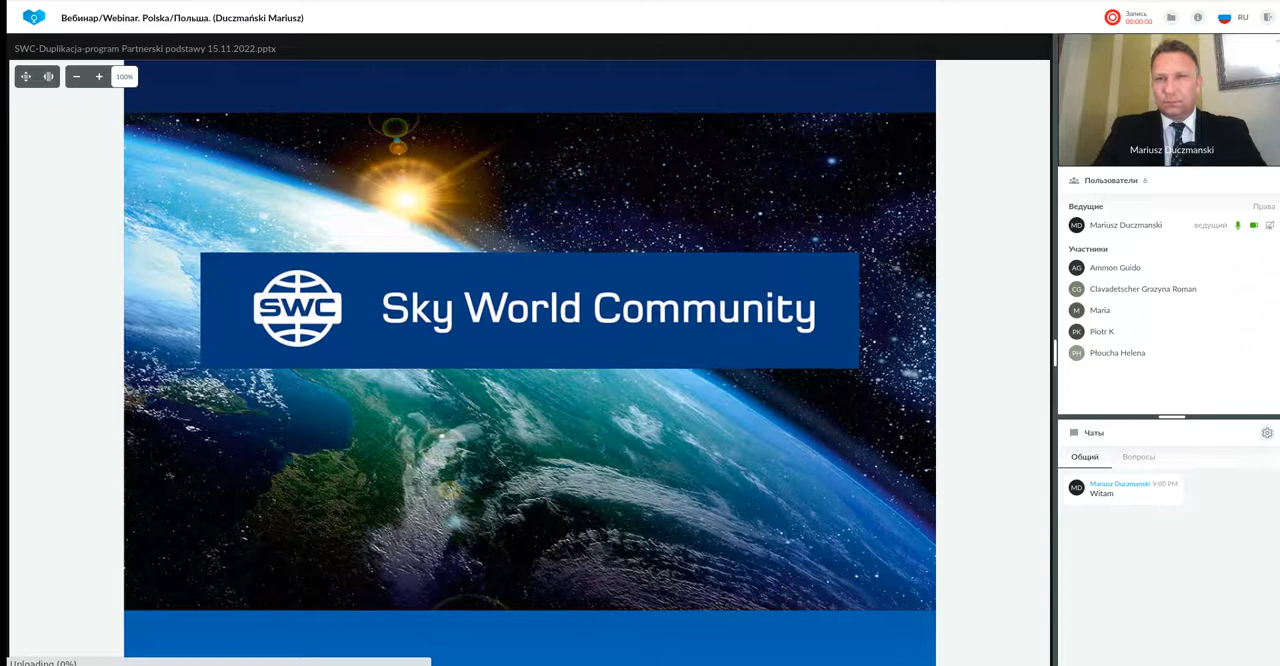 Вебинар/Webinar. Polska/Польша. (Duczmański Mariusz)
Запись
00:00:00
RU
SWC-Duplikacja-program Partnerski podstawy 15.11.2022.pptx
100%
SWC
Sky World Community
Mariusz Duczmanski
Пользователи 6
Ведущие Права
MD Mariusz Duczmanski ведущий
Участники
AG Ammon Guido
CG Clavadetscher Grazyna Roman
M Maria
PK Piotr K
PH Płoucha Helena
Чаты
Общий Вопросы
MD Mariusz Duczmanski 9:00 PM
Witam
Uploading (0%)